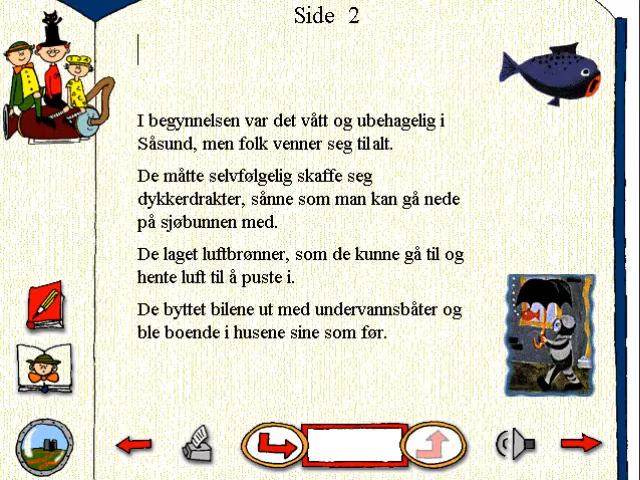 Side 2
I begynnelsen var det vått og ubehagelig i
Såsund, men folk venner seg til alt.
De måtte selvfølgelig skaffe seg
dykkerdrakter, sånne som man kan gå nede
på sjøbunnen med.
De laget luftbrønner, som de kunne gå til og
hente luft til å puste i.
De byttet bilene ut med undervannsbåter og
ble boende i husene sine som før.